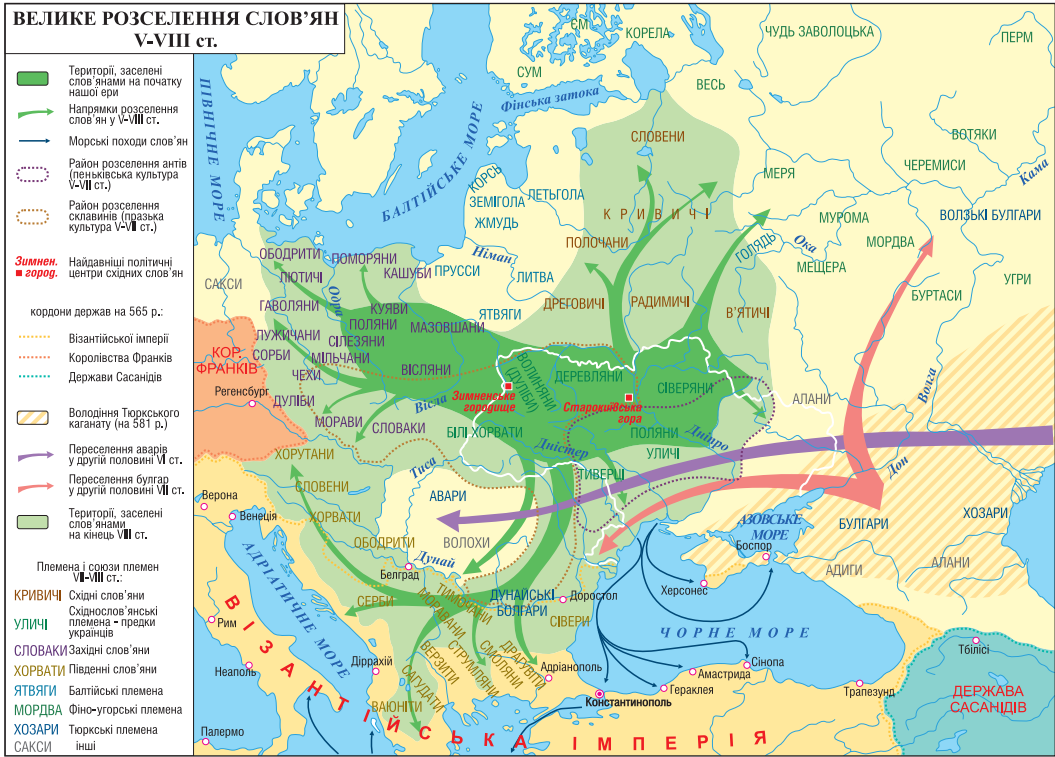 ВЕЛИКЕ РОЗСЕЛЕННЯ СЛОВ'ЯН
V-VIII ст.
Території, заселені
слов'янами на початку
нашої ери
Напрямки розселення
слов'ян у V-VIII ст.
Морські походи слов'ян
Район розселення антів
(пеньківська культура
V-VII ст.)
Район розселення
склавинів (празька
культура V-VII ст.)
Зимнен.
город.
Найдавніші політичні
центри східних слов'ян
кордони держав на 565 р.:
Візантійської імперії
Королівства Франків
Держави Сасанідів
Володіння Тюркського
каганату (на 581 р.)
Переселення аварів
у другій половині VI ст.
Переселення булгар
у другій половині VII ст.
Території, заселені
слов'янами
на кінець VIII ст.
Племена і союзи племен
VII-VIII ст.:
КРИВИЧІ Східні слов'яни
УЛИЧІ Східнослов'янські
племена - предки
українців
СЛОВАКИ Західні слов'яни
ХОРВАТИ Південні слов'яни
ЯТВЯГИ Балтійські племена
МОРДВА Фіно-угорські племена
ХОЗАРИ Тюркські племена
САКСИ інші
ПІВНІЧНЕ МОРЕ
БАЛТІЙСЬКЕ МОРЕ
Фінська затока
ЄМ
КОРЕЛА
СУМ
ЧУДЬ ЗАВОЛОЦЬКА
ПЕРМ
ВЕСЬ
СЛОВЕНИ
ВОТЯКИ
ЧЕРЕМИСИ
Кама
МЕРЯ
КОРСЬ
ЛЕТЬГОЛА
ЗЕМІГОЛА
ЖМУДЬ
КРИВИЧІ
МУРОМА
ВОЛЗЬКІ БУЛГАРИ
ПОЛОЧАНИ
ГОЛЯДЬ
Ока
МОРДВА
МЕЩЕРА
УГРИ
БУРТАСИ
Німан
ЛИТВА
ПРУССИ
ЯТВЯГИ
ДРЕГОВИЧІ
РАДИМИЧІ
В'ЯТИЧІ
САКСИ
ОБОДРИТИ
ПОМОРЯНИ
ЛЮТИЧІ
КАШУБИ
Одра
ГАВОЛЯНИ
КУЯВИ
ПОЛЯНИ
МАЗОВШАНИ
ЛУЖИЧАНИ
СІЛЕЗЯНИ
СОРБИ
МІЛЬЧАНИ
ЧЕХИ
ВІСЛЯНИ
КОР.
ФРАНКІВ
Регенсбург
ДУЛІБИ
Вісла
МОРАВИ
СЛОВАКИ
ВОЛИНЯНИ
(ДУЛІБИ)
ДЕРЕВЛЯНИ
СІВЕРЯНИ
Зимненське
городище
Старокиївська
гора
АЛАНИ
Волга
БІЛІ ХОРВАТИ
Дністер
ПОЛЯНИ
Дніпро
УЛИЧІ
ТИВЕРЦІ
Дон
ХОРУТАНИ
Тиса
СЛОВЕНИ
АВАРИ
Верона
Венеція
ХОРВАТИ
ОБОДРИТИ
ВОЛОХИ
Дунай
Белград
АЗОВСЬКЕ
МОРЕ
БУЛГАРИ
ХОЗАРИ
Боспор
АЛАНИ
АДИГИ
Херсонес
АДРІАТИЧНЕ МОРЕ
СЕРБИ
ТИМОЧАНИ
МОРАВАНИ
ДУНАЙСЬКІ
БОЛГАРИ
Доростол
СІВЕРИ
ЧОРНЕ МОРЕ
Рим
Неаполь
Палермо
Діррахій
ВЕРЗИТИ
СТРУМЛЯНИ
СМОЛЯНИ
ДРАГУВІТИ
САГУДАТИ
ВАЮНІТИ
Адріанополь
Константинополь
Гераклея
Амастрида
Сінопа
Трапезунд
Тбілісі
ДЕРЖАВА
САСАНІДІВ
ВІЗАНТІЙСЬКА ІМПЕРІЯ